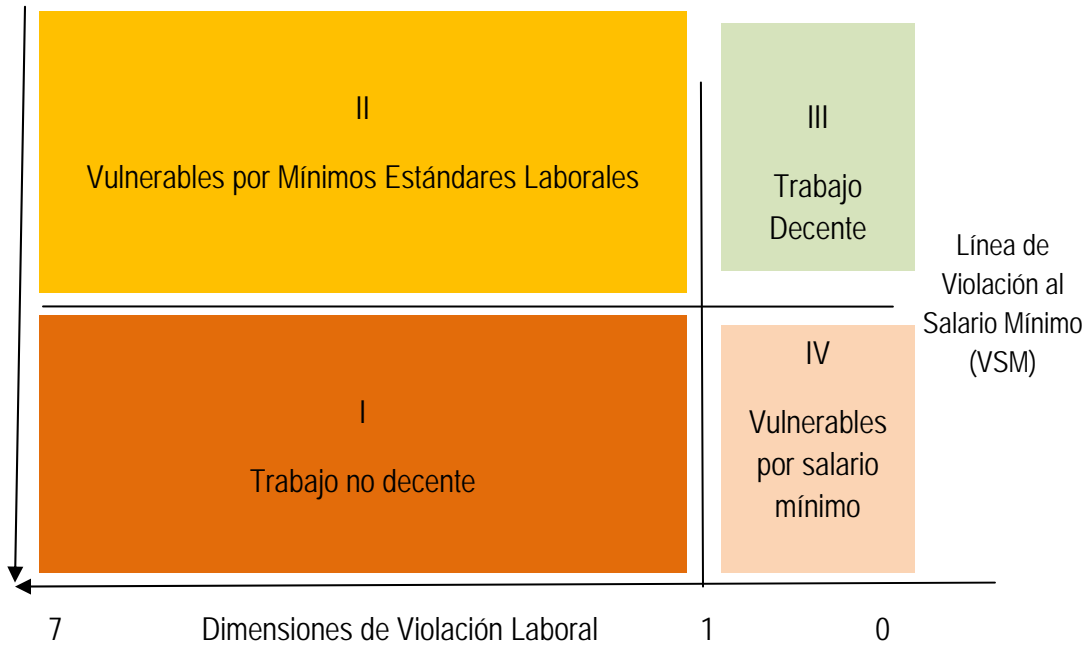 II
Vulnerables por Mínimos Estándares Laborales
III
Trabajo
Decente
Línea de
Violación al
Salario Mínimo
(VSM)
I
Trabajo no decente
IV
Vulnerables
por salario
mínimo
7 Dimensiones de Violación Laboral 1 0